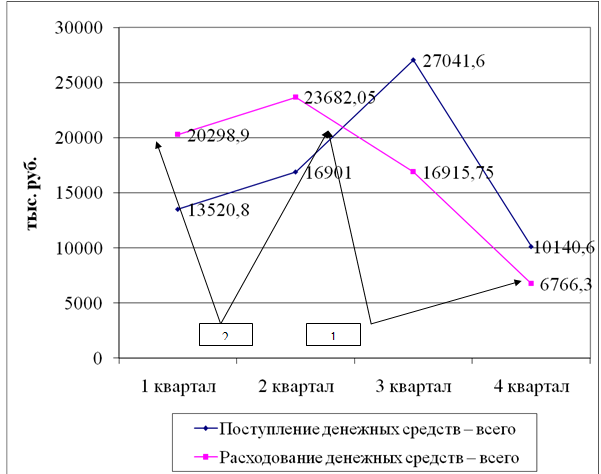 30000
25000
20000
15000
10000
5000
0
тыс. руб.
27041,6
23682,05
20298,9
16901
16915,75
13520,8
10140,6
6766,3
2
1
1 квартал
2 квартал
3 квартал
4 квартал
Поступление денежных средств – всего
Расходование денежных средств – всего